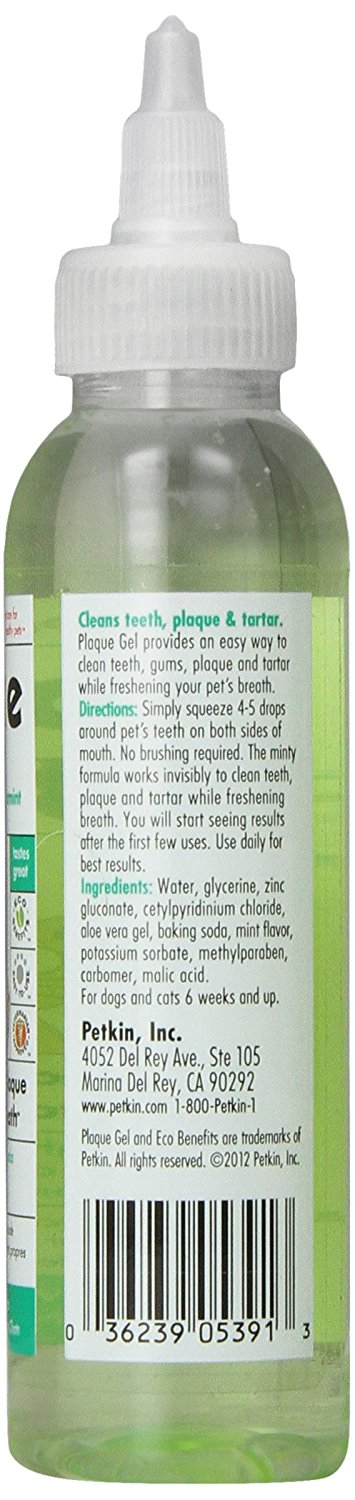 Cleans teeth, plaque & tartar.
Plaque Gel provides an easy way to
clean teeth, gums, plaque and tartar
while freshening your pet's breath.
Directions: Simply squeeze 4-5 drops
around pet's teeth on both sides of
mouth. No brushing required. The minty
formula works invisibly to clean teeth,
plaque and tartar while freshening
breath. You will start seeing results
after the first few uses. Use daily for
best results.
Ingredients: Water, glycerine, zinc
gluconate, cetylpyridinium chloride,
aloe vera gel, baking soda, mint flavor,
potassium sorbate, methylparaben,
carbomer, malic acid.
For dogs and cats 6 weeks and up.
Petkin, Inc.
4052 Del Rey Ave., Ste 105
Marina Del Rey, CA 90292
www.petkin.com 1-800-Petkin-1
Plaque Gel and Eco Benefits are trademarks of
Petkin. All rights reserved. ©2012 Petkin, Inc.
0 36239 05391 3
e
mint
tastes
great